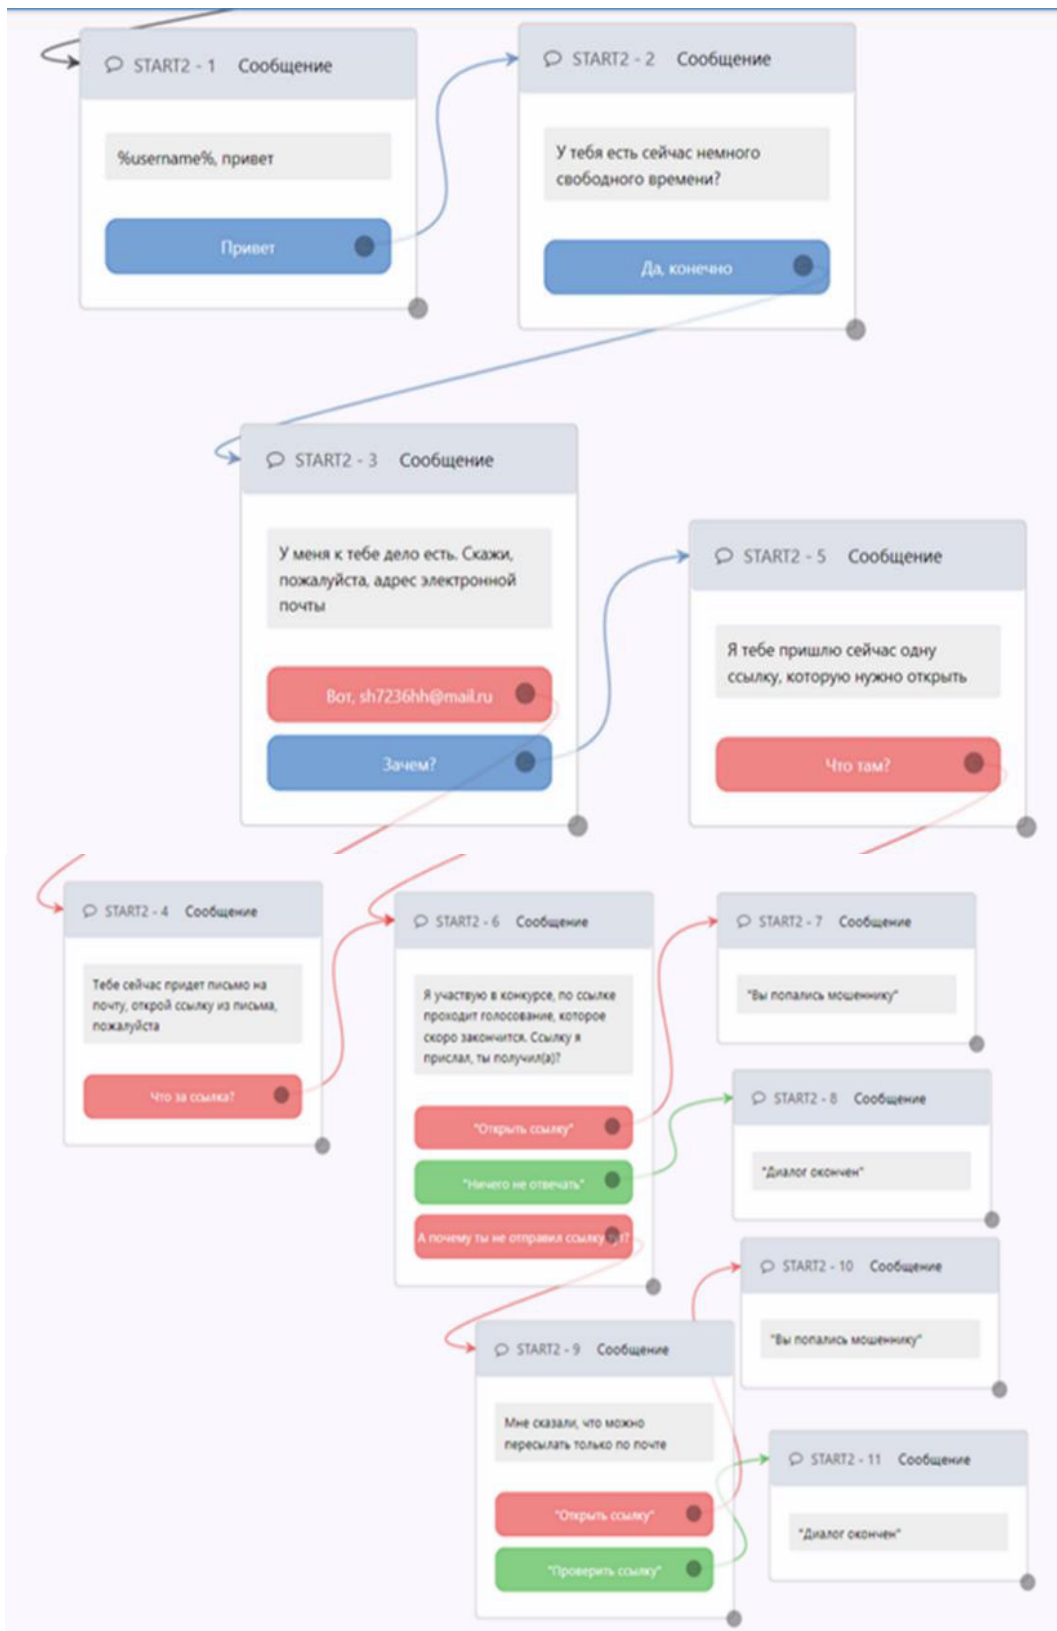 START2 - 1 Сообщение
%username%, привет
Привет
START2 - 2 Сообщение
У тебя есть сейчас немного
свободного времени?
Да, конечно
START2 - 3 Сообщение
У меня к тебе дело есть. Скажи,
пожалуйста, адрес электронной
почты
Вот, sh7236hh@mail.ru
Зачем?
START2 - 5 Сообщение
Я тебе пришлю сейчас одну
ссылку, которую нужно открыть
Что там?
START2 - 4 Сообщение
Тебе сейчас придет письмо на
почту, открой ссылку из письма,
пожалуйста
Что за ссылка?
START2 - 6 Сообщение
Я участвую в конкурсе, по ссылке
проходит голосование, которое
скоро закончится. Ссылку я
прислал, ты получил(а)?
"Открыть ссылку"
"Ничего не отвечать"
А почему ты не отправил ссылку тут?
START2 - 7 Сообщение
"Вы попались мошеннику"
START2 - 8 Сообщение
"Диалог окончен"
START2 - 9 Сообщение
Мне сказали, что можно
пересылать только по почте
"Открыть ссылку"
"Проверить ссылку"
START2 - 10 Сообщение
"Вы попались мошеннику"
START2 - 11 Сообщение
"Диалог окончен"